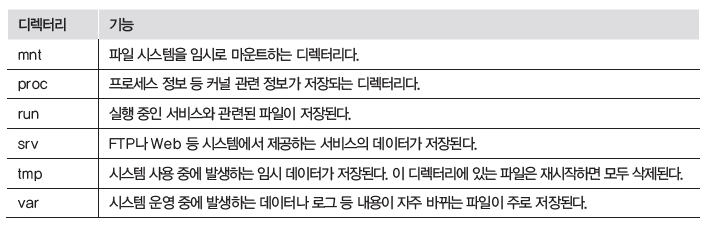 디렉터리 기능
mnt 파일 시스템을 임시로 마운트하는 디렉터리다.
proc 프로세스 정보 등 커널 관련 정보가 저장되는 디렉터리다.
run 실행 중인 서비스와 관련된 파일이 저장된다.
srv FTP나 Web 등 시스템에서 제공하는 서비스의 데이터가 저장된다.
tmp 시스템 사용 중에 발생하는 임시 데이터가 저장된다. 이 디렉터리에 있는 파일은 재시작하면 모두 삭제된다.
var 시스템 운영 중에 발생하는 데이터나 로그 등 내용이 자주 바뀌는 파일이 주로 저장된다.